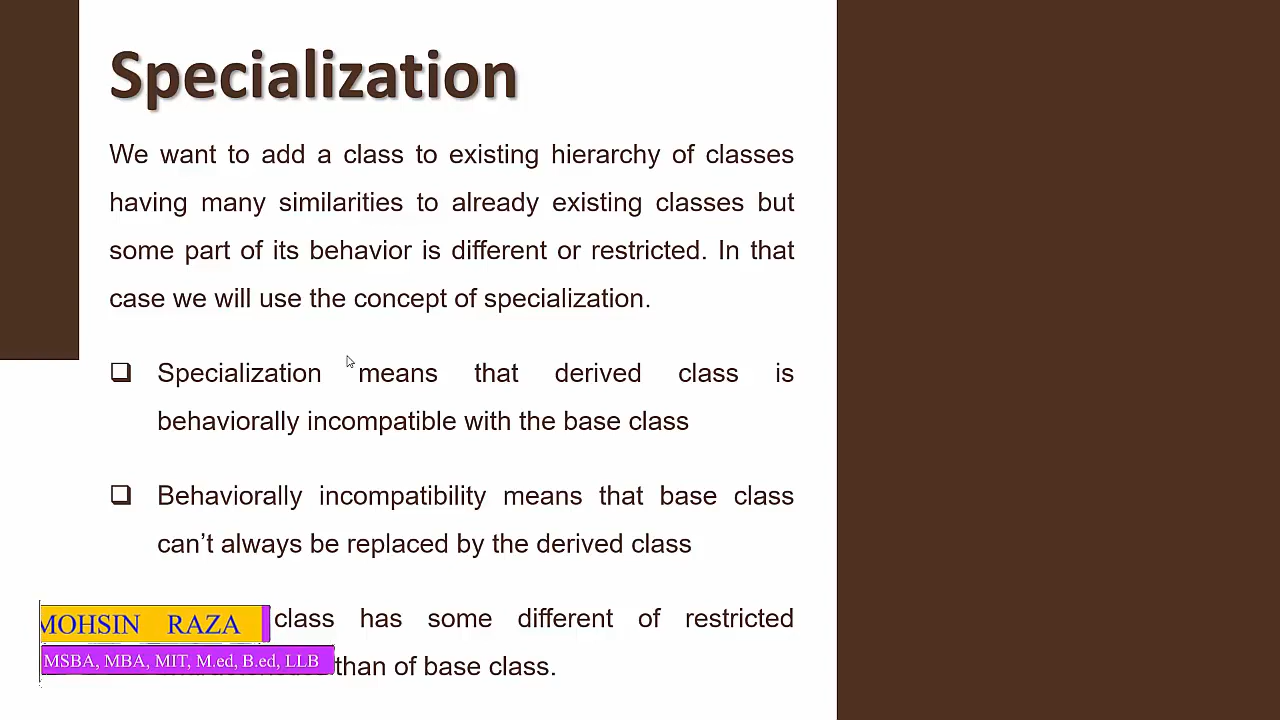 Specialization
We want to add a class to existing hierarchy of classes
having many similarities to already existing classes but
some part of its behavior is different or restricted. In that
case we will use the concept of specialization.
Specialization means that derived class is
behaviorally incompatible with the base class
Behaviorally incompatibility means that base class
can’t always be replaced by the derived class
class has some different of restricted
than of base class.
MOHSIN RAZA
MSBA, MBA, MIT, M.ed, B.ed, LLB